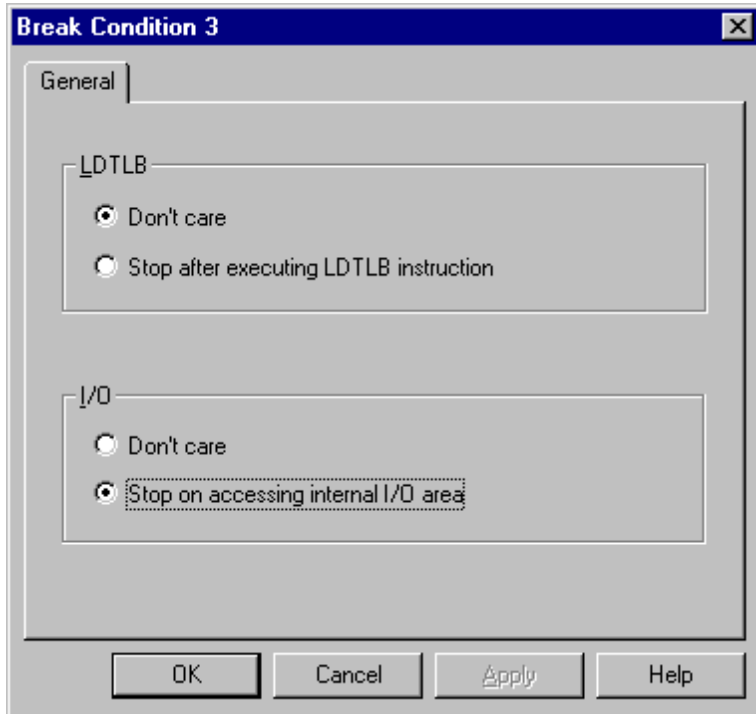 Break Condition 3
General
LDTLB
Don't care
Stop after executing LDTLB instruction
I/O
Don't care
Stop on accessing internal I/O area
OK Cancel Apply Help